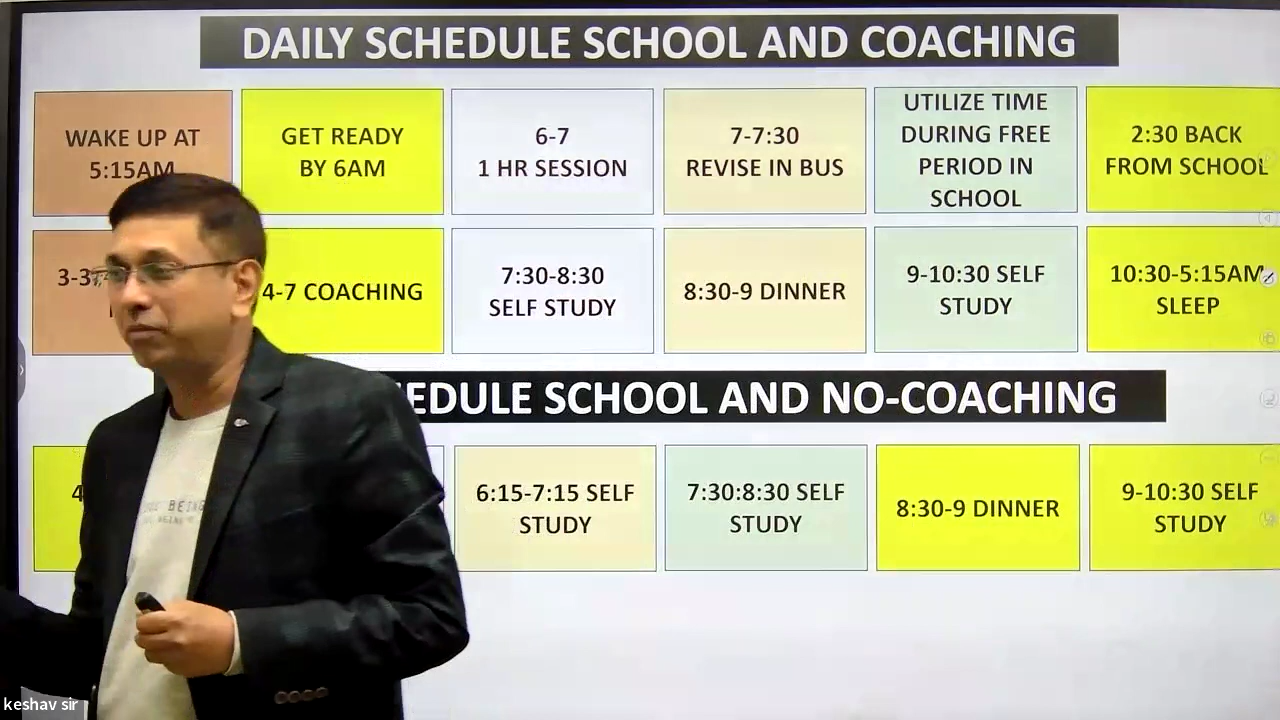 DAILY SCHEDULE SCHOOL AND COACHING
WAKE UP AT
5:15AM
GET READY
BY 6AM
6-7
1 HR SESSION
7-7:30
REVISE IN BUS
UTILIZE TIME
DURING FREE
PERIOD IN
SCHOOL
2:30 BACK
FROM SCHOOL
4-7 COACHING
7:30-8:30
SELF STUDY
8:30-9 DINNER
9-10:30 SELF
STUDY
10:30-5:15AM
SLEEP
SCHOOL AND NO-COACHING
6:15-7:15 SELF
STUDY
7:30:8:30 SELF
STUDY
8:30-9 DINNER
9-10:30 SELF
STUDY
BEING
keshav sir